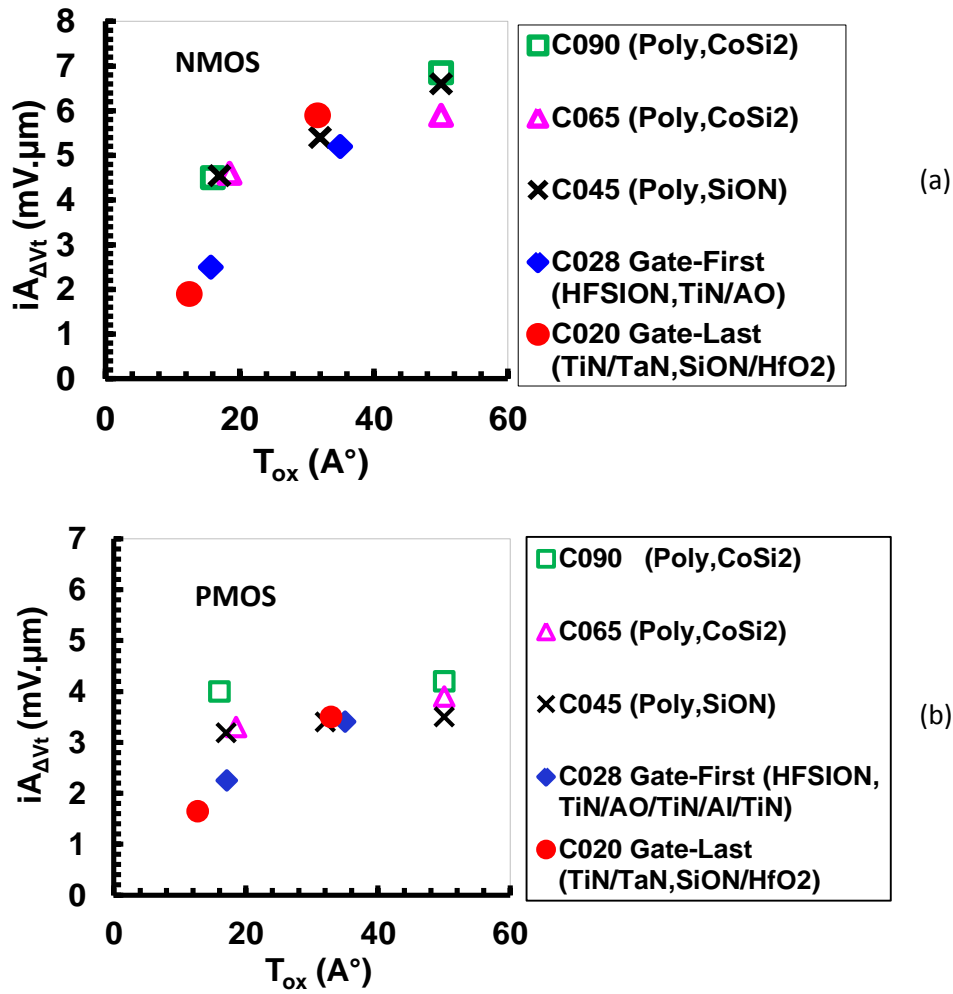 8
7
6
5
4
3
2
1
0
iA_ΔVt (mV.µm)
NMOS
0 20 40 60
T_ox (A°)
C090 (Poly,CoSi2)
C065 (Poly,CoSi2)
C045 (Poly,SiON)
C028 Gate-First
(HFSION,TiN/AO)
C020 Gate-Last
(TiN/TaN,SiON/HfO2)
(a)
7
6
5
4
3
2
1
0
iA_ΔVt (mV.µm)
PMOS
0 20 40 60
T_ox (A°)
C090 (Poly,CoSi2)
C065 (Poly,CoSi2)
C045 (Poly,SiON)
C028 Gate-First (HFSION,
TiN/AO/TiN/Al/TiN)
C020 Gate-Last
(TiN/TaN,SiON/HfO2)
(b)